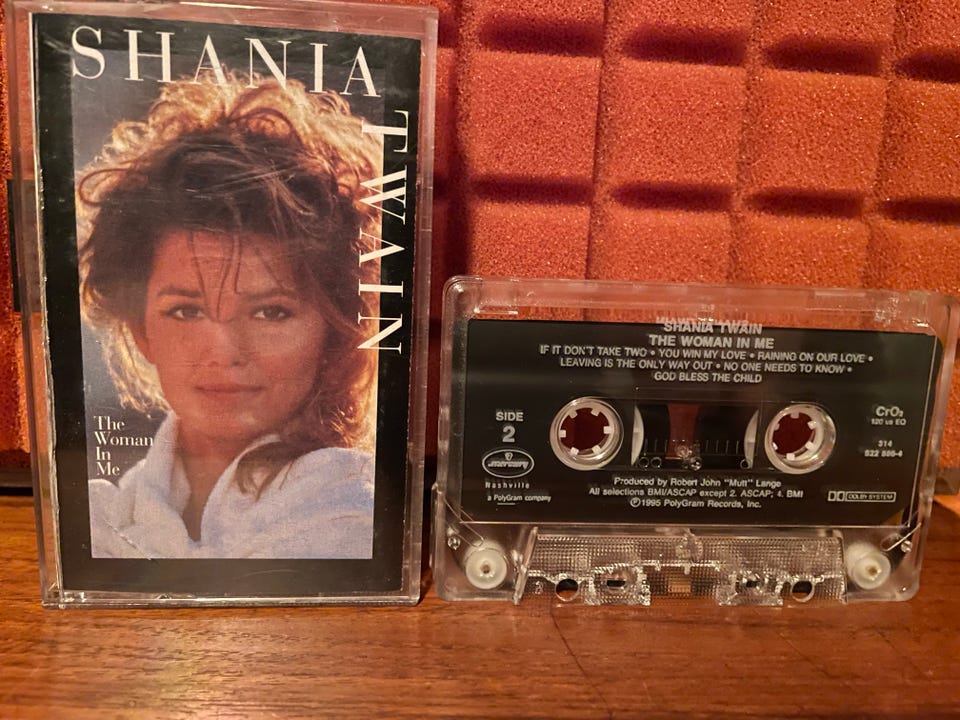 SHANIA
TWAIN
The
Woman
In
Me
SHANIA TWAIN
THE WOMAN IN ME
IF IT DON'T TAKE TWO • YOU WIN MY LOVE • RAINING ON OUR LOVE •
LEAVING IS THE ONLY WAY OUT • NO ONE NEEDS TO KNOW •
GOD BLESS THE CHILD
SIDE
2
CrO₂
120 us EQ
314
522 886-4
mercury
Nashville
a PolyGram company
Produced by Robert John "Mutt" Lange
All selections BMI/ASCAP except 2. ASCAP; 4. BMI
℗1995 PolyGram Records, Inc.
DOLBY SYSTEM